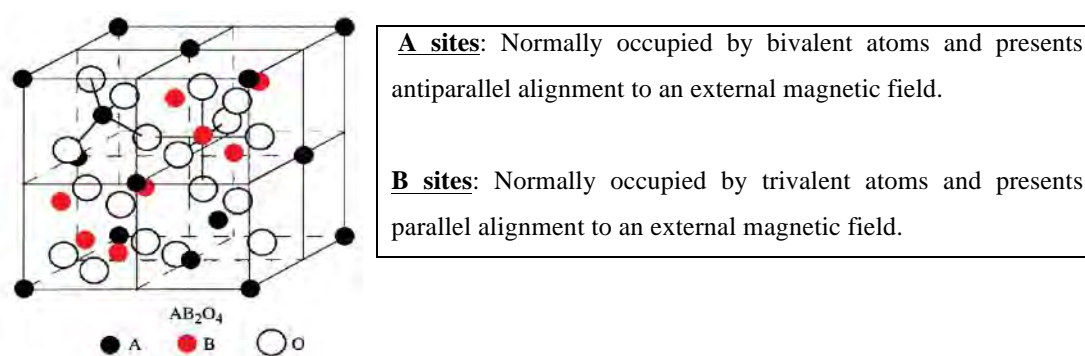 A sites: Normally occupied by bivalent atoms and presents
antiparallel alignment to an external magnetic field.
B sites: Normally occupied by trivalent atoms and presents
parallel alignment to an external magnetic field.
AB₂O₄
A B O